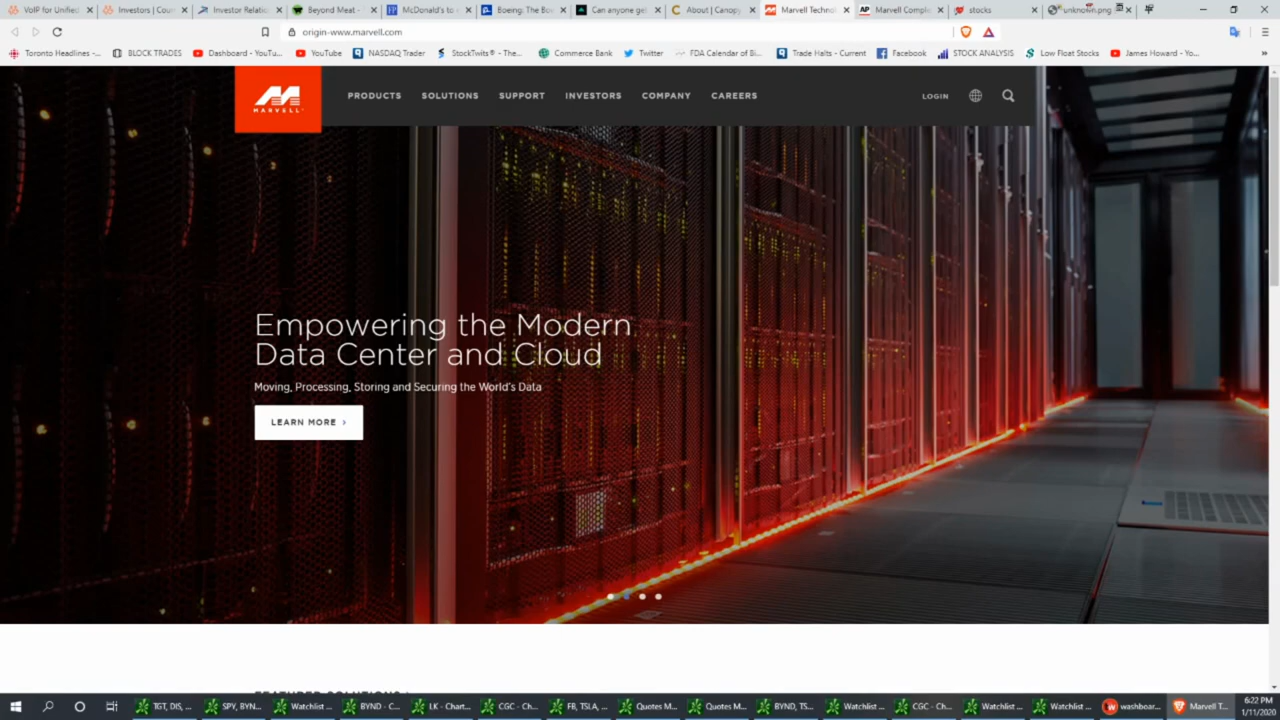 VoIP for Unifie
Investors | Cour
Investor Relatio
Beyond Meat -
McDonald's to
Boeing: The Bo
Can anyone get
About | Canopy
Marvell Technol
Marvell Comple
stocks
unknown.png
origin-www.marvell.com
Toronto Headlines -...
BLOCK TRADES
Dashboard - YouTu...
YouTube
NASDAQ Trader
StockTwits® - The...
Commerce Bank
Twitter
FDA Calendar of Bi...
Trade Halts - Current
Facebook
STOCK ANALYSIS
Low Float Stocks
James Howard - Yo...
MARVELL
PRODUCTS
SOLUTIONS
SUPPORT
INVESTORS
COMPANY
CAREERS
LOGIN
Empowering the Modern
Data Center and Cloud
Moving, Processing, Storing and Securing the World's Data
LEARN MORE >
TGT, DIS, ...
SPY, BYN...
Watchlist ...
BYND - C...
LK - Chart...
CGC - Ch...
FB, TSLA, ...
Quotes M...
Quotes M...
BYND, TS...
Watchlist ...
CGC - Ch...
Watchlist ...
Watchlist ...
washboar...
Marvell T...
6:22 PM
1/11/2020